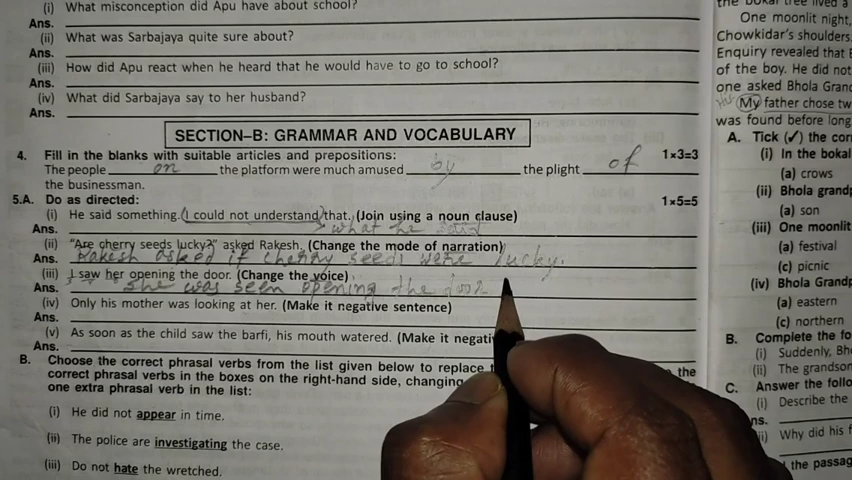 (i) What misconception did Apu have about school?
Ans.
(ii) What was Sarbajaya quite sure about?
Ans.
(iii) How did Apu react when he heard that he would have to go to school?
Ans.
(iv) What did Sarbajaya say to her husband?
Ans.
SECTION–B: GRAMMAR AND VOCABULARY
4. Fill in the blanks with suitable articles and prepositions: 1×3=3
The people on the platform were much amused by the plight of
the businessman.
5.A. Do as directed: 1×5=5
(i) He said something. I could not understand that. (Join using a noun clause)
Ans. what he said
(ii) "Are cherry seeds lucky?" asked Rakesh. (Change the mode of narration)
Ans. Rakesh asked if cherry seeds were lucky.
(iii) I saw her opening the door. (Change the voice)
Ans. She was seen opening the door
(iv) Only his mother was looking at her. (Make it negative sentence)
Ans.
(v) As soon as the child saw the barfi, his mouth watered. (Make it
Ans.
B. Choose the correct phrasal verbs from the list given below to replace the
correct phrasal verbs in the boxes on the right-hand side, changing
one extra phrasal verb in the list:
(i) He did not appear in time.
(ii) The police are investigating the case.
(iii) Do not hate the wretched.
the bokal tree lived a
One moonlit night,
Chowkidar's shoulders.
Enquiry revealed that
of the boy. He did not
one asked Bhola Grand
His
My father chose tw
was found before long
A. Tick (✓) the cor
(i) In the bokal
(a) crows
(ii) Bhola grand
(a) son
(iii) One moonlit
(a) festival
(c) picnic
(iv) Bhola Grand
(a) eastern
(c) northern
B. Complete the fo
(i) Suddenly, Bh
(ii) The grandson
C. Answer the follo
(i) Describe the
ns.
ii) Why did his f
the passag